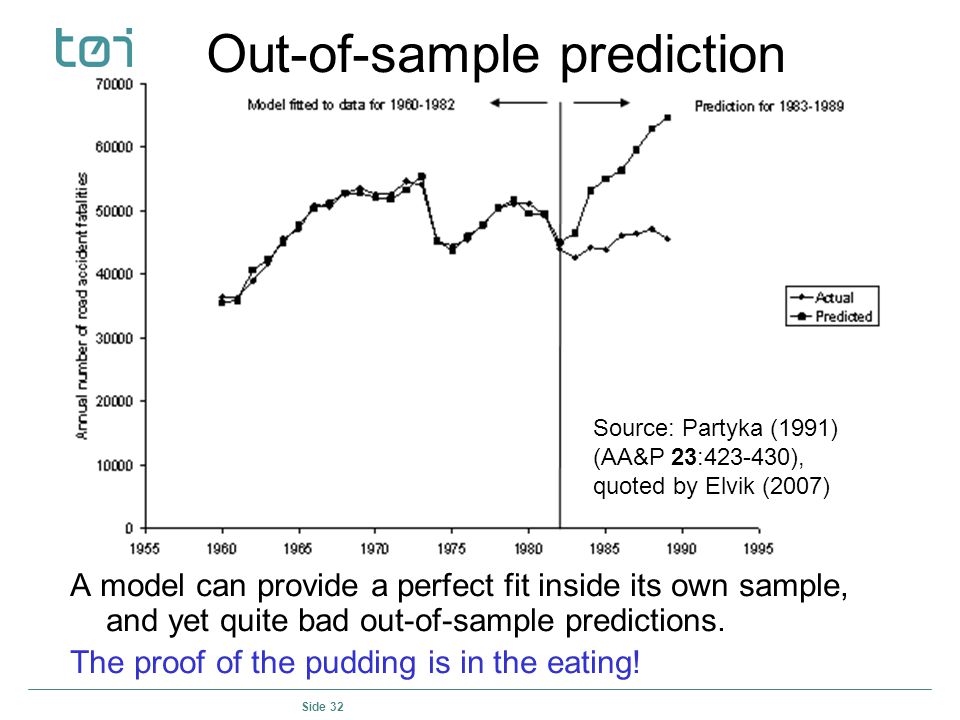 tøi
Out-of-sample prediction
Model fitted to data for 1960-1982
Prediction for 1983-1989
Annual number of road accident fatalities
70000
60000
50000
40000
30000
20000
10000
0
1955 1960 1965 1970 1975 1980 1985 1990 1995
Actual
Predicted
Source: Partyka (1991)
(AA&P 23:423-430),
quoted by Elvik (2007)
A model can provide a perfect fit inside its own sample,
and yet quite bad out-of-sample predictions.
The proof of the pudding is in the eating!
Side 32